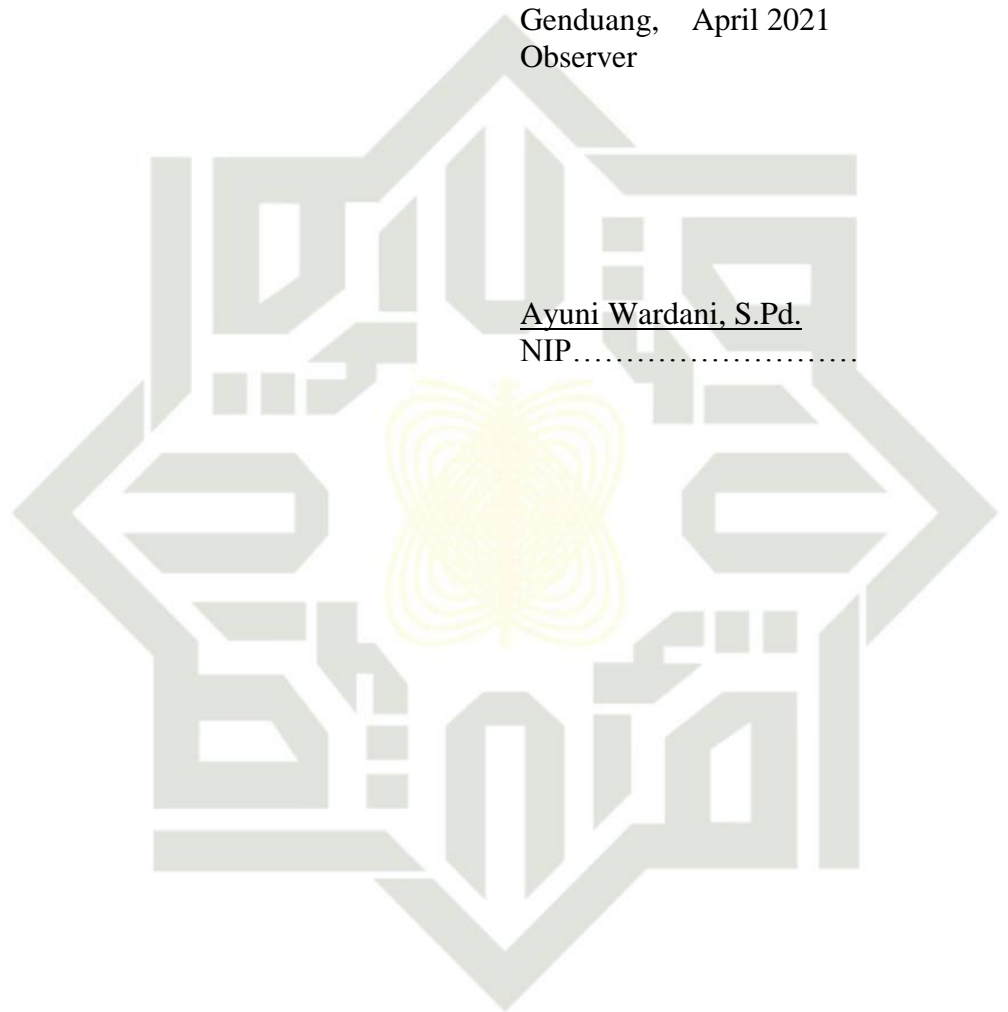 Genduang,    April 2021
Observer
Ayuni Wardani, S.Pd.
NIP………………………